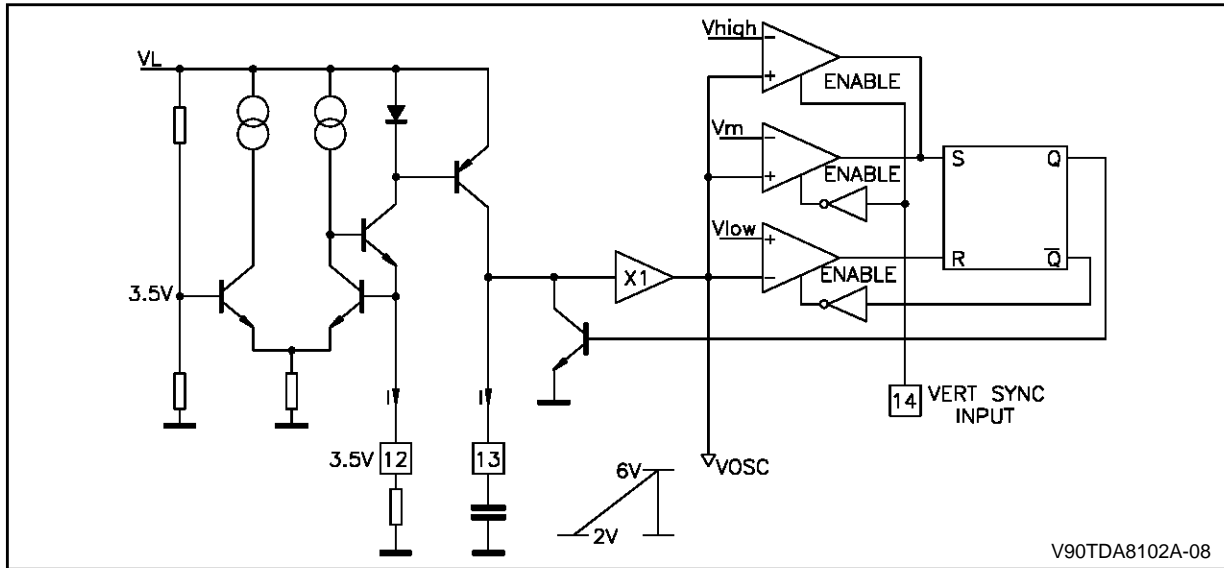 VL
Vhigh
ENABLE
Vm
ENABLE
S
Q
Vlow
ENABLE
R
Q̅
X1
3.5V
I
I
14
VERT SYNC
INPUT
3.5V
12
13
VOSC
6V
2V
V90TDA8102A-08